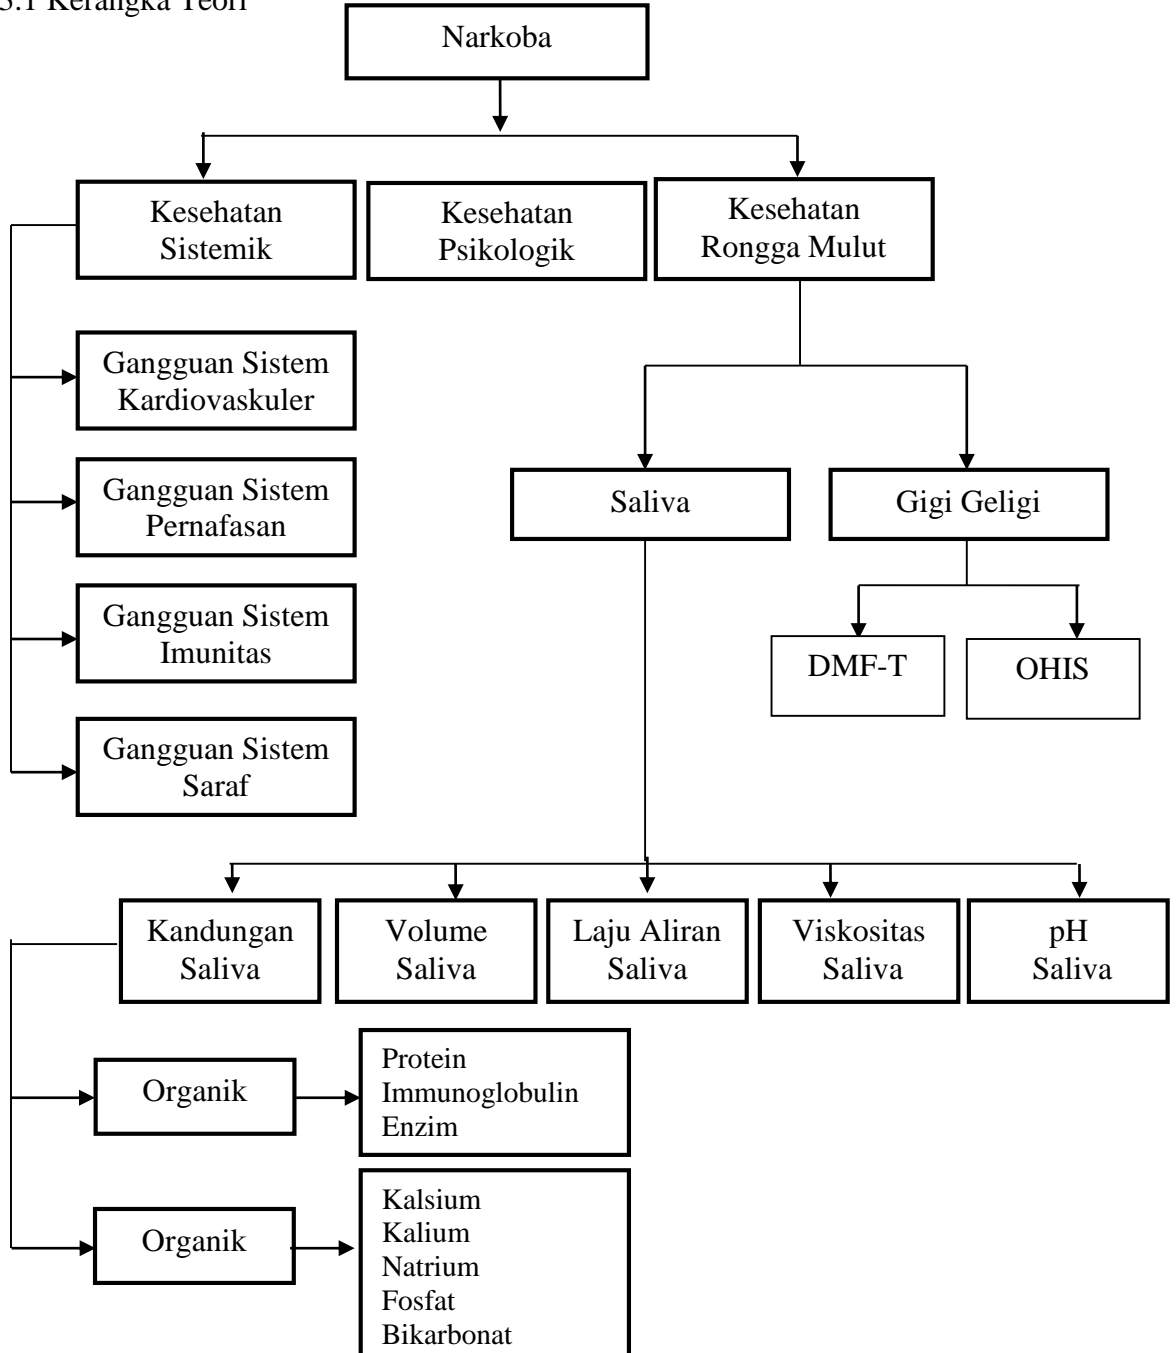 3.1 Kerangka Teori
Narkoba
Kesehatan
Sistemik
Kesehatan
Psikologik
Kesehatan
Rongga Mulut
Gangguan Sistem
Kardiovaskuler
Gangguan Sistem
Pernafasan
Gangguan Sistem
Imunitas
Gangguan Sistem
Saraf
Saliva
Gigi Geligi
DMF-T
OHIS
Kandungan
Saliva
Volume
Saliva
Laju Aliran
Saliva
Viskositas
Saliva
pH
Saliva
Organik
Protein
Immunoglobulin
Enzim
Organik
Kalsium
Kalium
Natrium
Fosfat
Bikarbonat